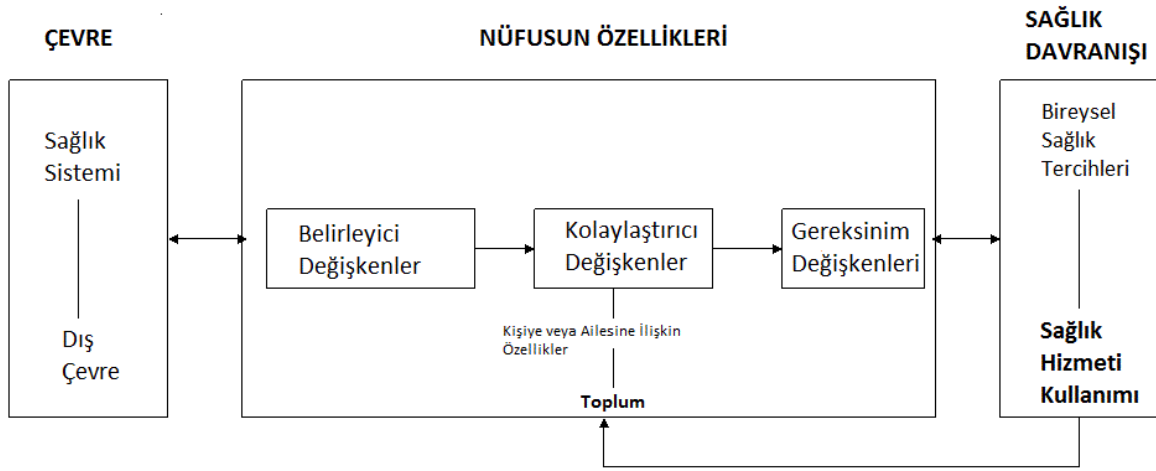 ÇEVRE
NÜFUSUN ÖZELLİKLERİ
SAĞLIK
DAVRANIŞI
Sağlık
Sistemi
Dış
Çevre
Belirleyici
Değişkenler
Kolaylaştırıcı
Değişkenler
Gereksinim
Değişkenleri
Kişiye veya Ailesine İlişkin
Özellikler
Toplum
Bireysel
Sağlık
Tercihleri
Sağlık
Hizmeti
Kullanımı